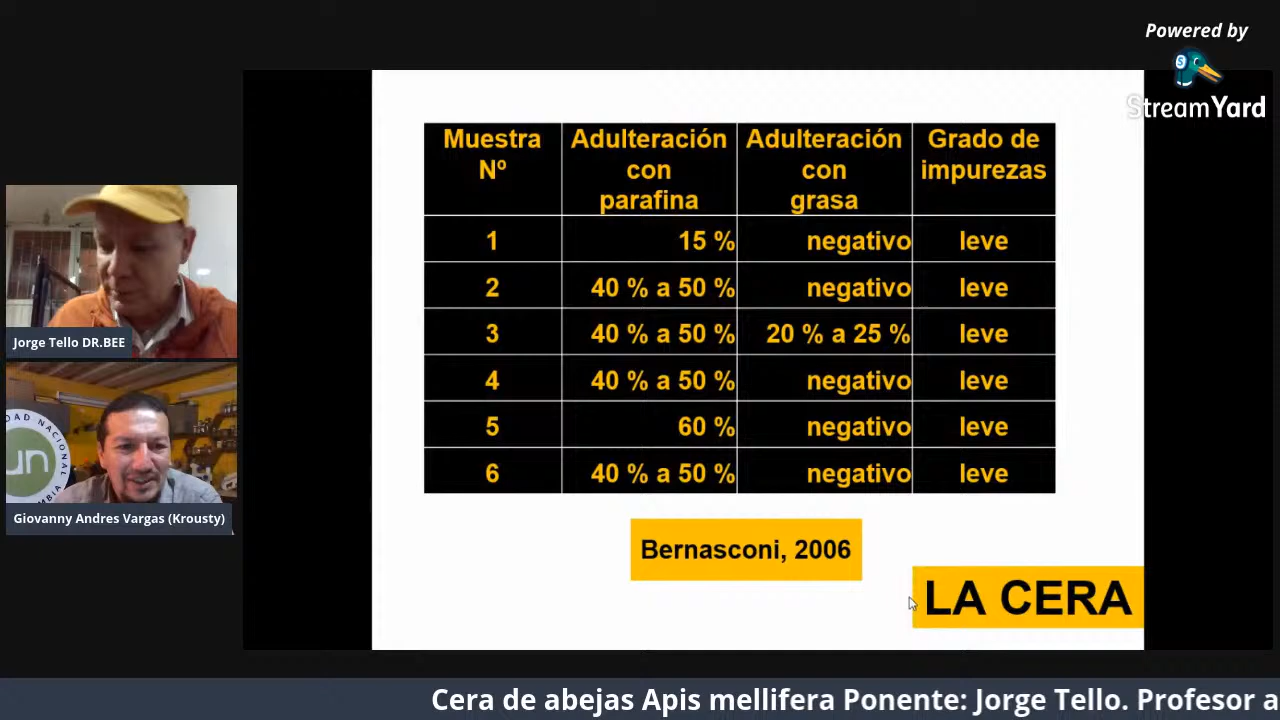 Powered by
StreamYard
Muestra Nº | Adulteración con parafina | Adulteración con grasa | Grado de impurezas
1 | 15 % | negativo | leve
2 | 40 % a 50 % | negativo | leve
3 | 40 % a 50 % | 20 % a 25 % | leve
4 | 40 % a 50 % | negativo | leve
5 | 60 % | negativo | leve
6 | 40 % a 50 % | negativo | leve
Bernasconi, 2006
LA CERA
Jorge Tello DR.BEE
un
DAD NACIONAL
Giovanny Andres Vargas (Krousty)
Cera de abejas Apis mellifera Ponente: Jorge Tello. Profesor a